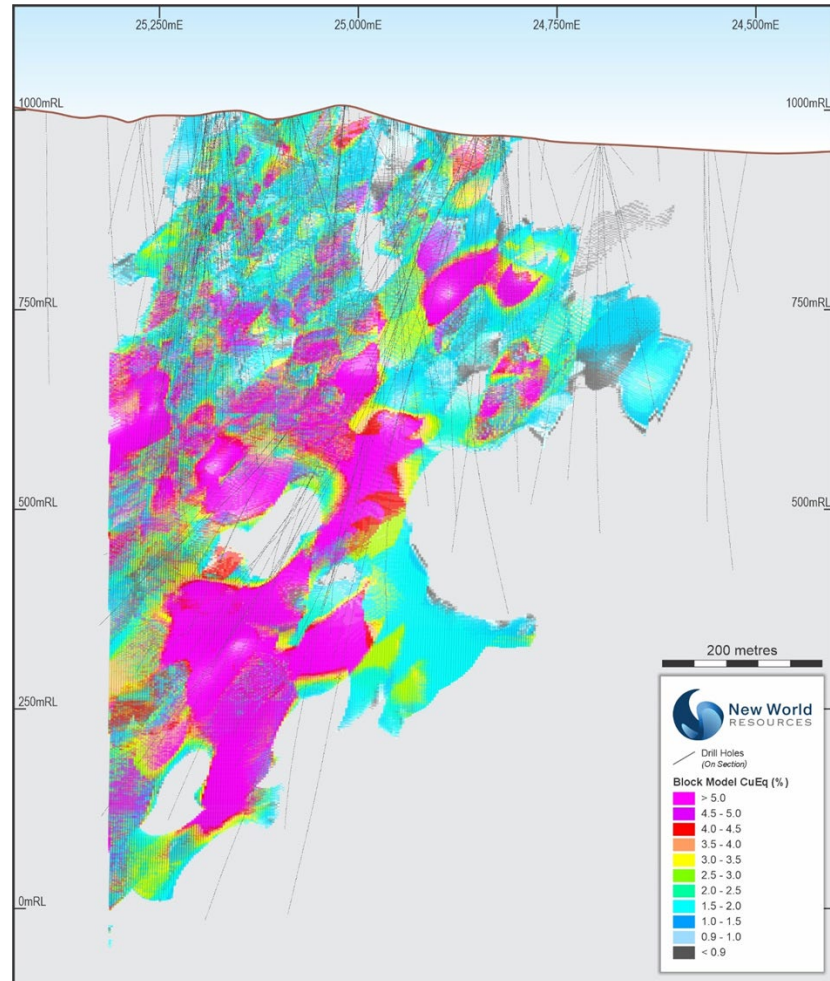 25,250mE 25,000mE 24,750mE 24,500mE
1000mRL 1000mRL
750mRL 750mRL
500mRL 500mRL
200 metres
250mRL
New World
RESOURCES
Drill Holes
(On Section)
Block Model CuEq (%)
> 5.0
4.5 - 5.0
4.0 - 4.5
3.5 - 4.0
3.0 - 3.5
2.5 - 3.0
2.0 - 2.5
1.5 - 2.0
1.0 - 1.5
0.9 - 1.0
< 0.9
0mRL